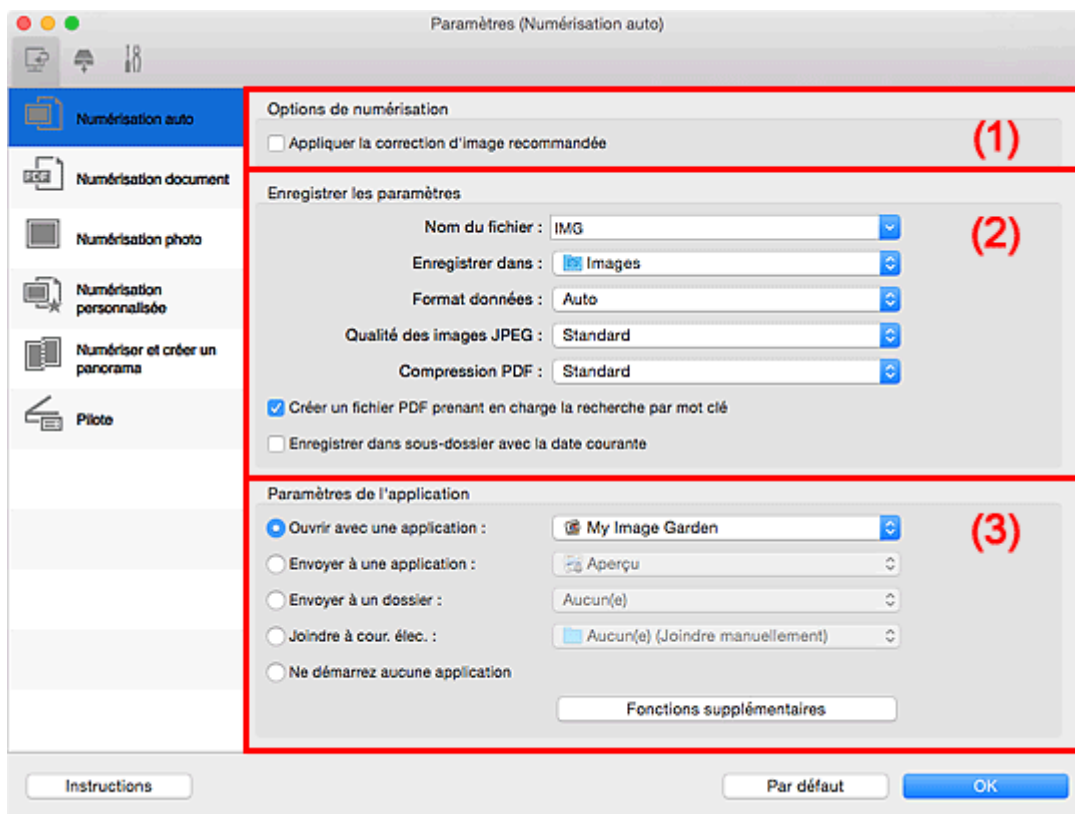 Paramètres (Numérisation auto)
Numérisation auto
Numérisation document
Numérisation photo
Numérisation
personnalisée
Numériser et créer un
panorama
Pilote
Options de numérisation
Appliquer la correction d'image recommandée
(1)
Enregistrer les paramètres
(2)
Nom du fichier : IMG
Enregistrer dans : Images
Format données : Auto
Qualité des images JPEG : Standard
Compression PDF : Standard
Créer un fichier PDF prenant en charge la recherche par mot clé
Enregistrer dans sous-dossier avec la date courante
Paramètres de l'application
(3)
Ouvrir avec une application : My Image Garden
Envoyer à une application : Aperçu
Envoyer à un dossier : Aucun(e)
Joindre à cour. élec. : Aucun(e) (Joindre manuellement)
Ne démarrez aucune application
Fonctions supplémentaires
Instructions
Par défaut
OK